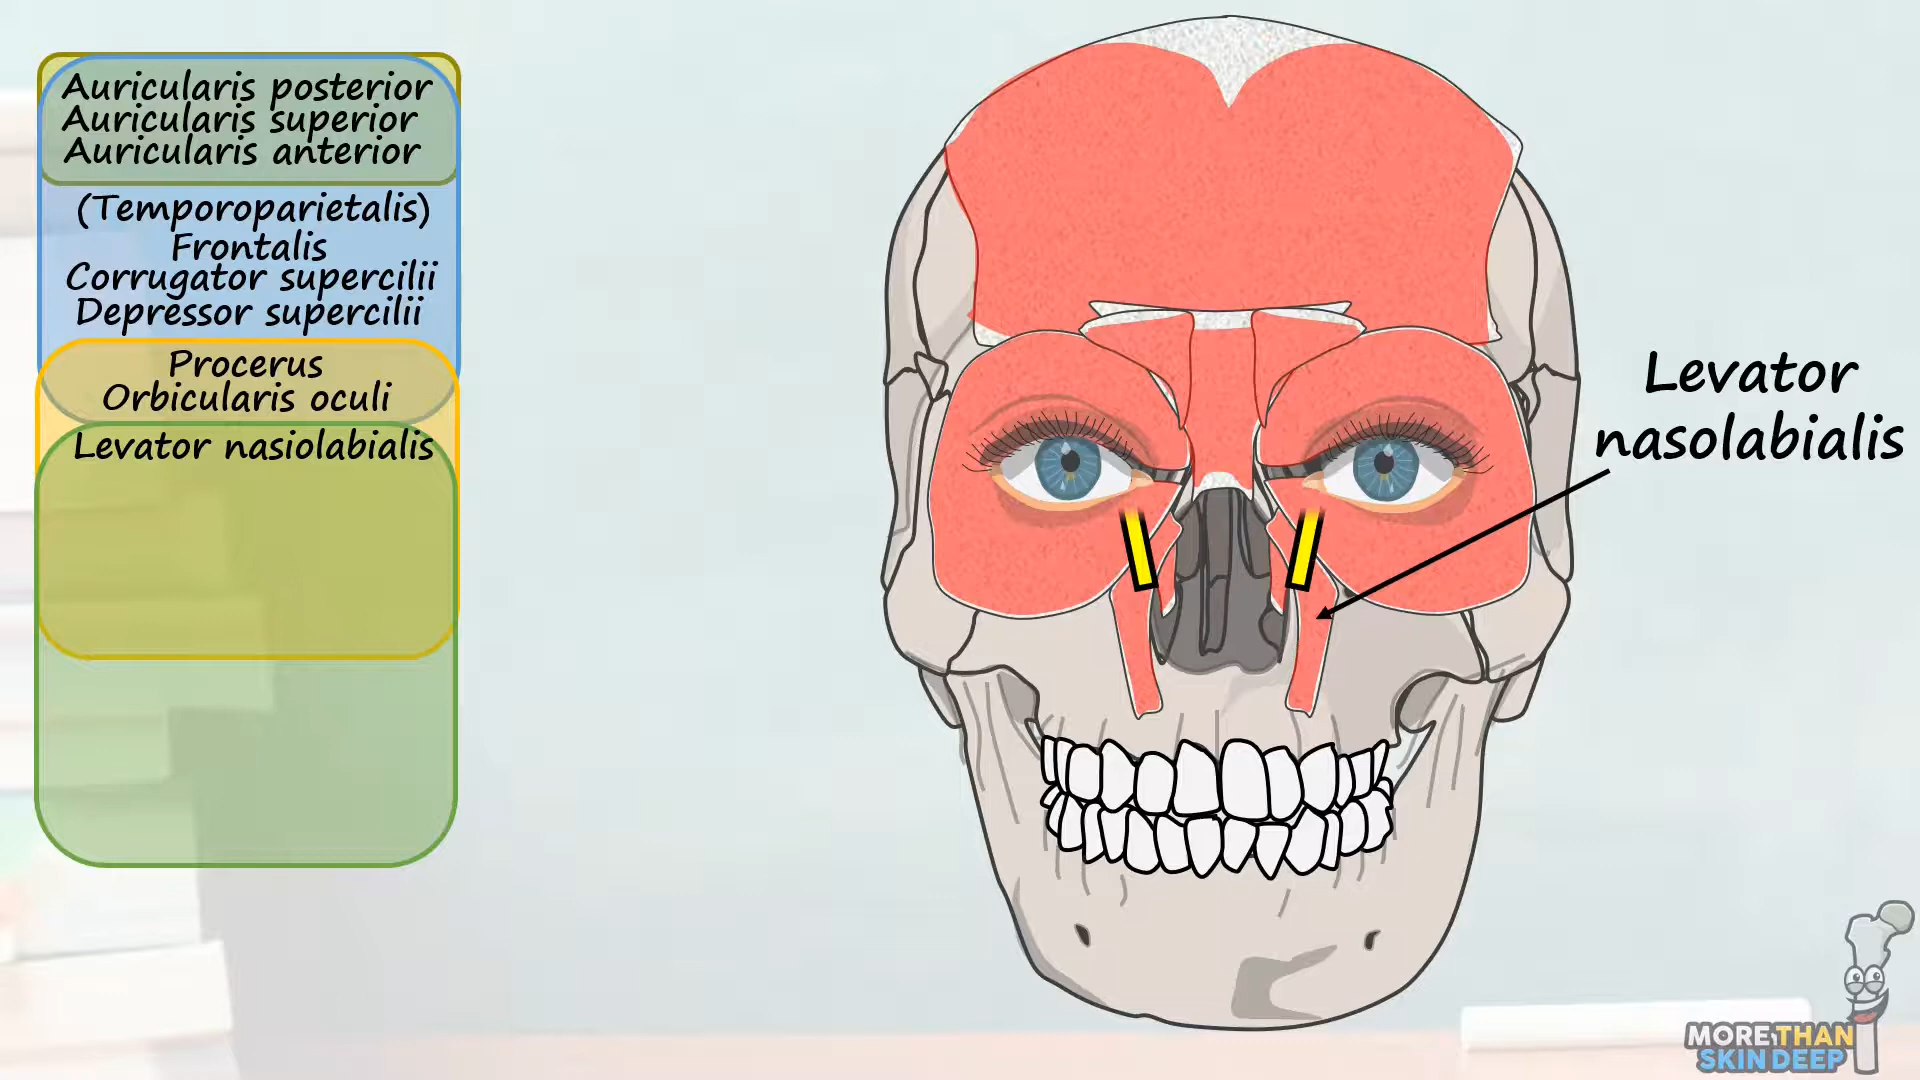 Auricularis posterior
Auricularis superior
Auricularis anterior
(Temporoparietalis)
Frontalis
Corrugator supercilii
Depressor supercilii
Procerus
Orbicularis oculi
Levator nasiolabialis
Levator
nasolabialis
MORE THAN
SKIN DEEP